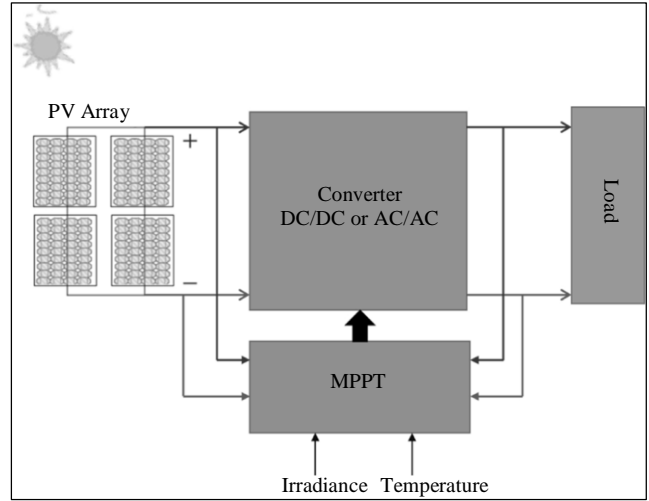 PV Array
+
−
Converter
DC/DC or AC/AC
Load
MPPT
Irradiance Temperature